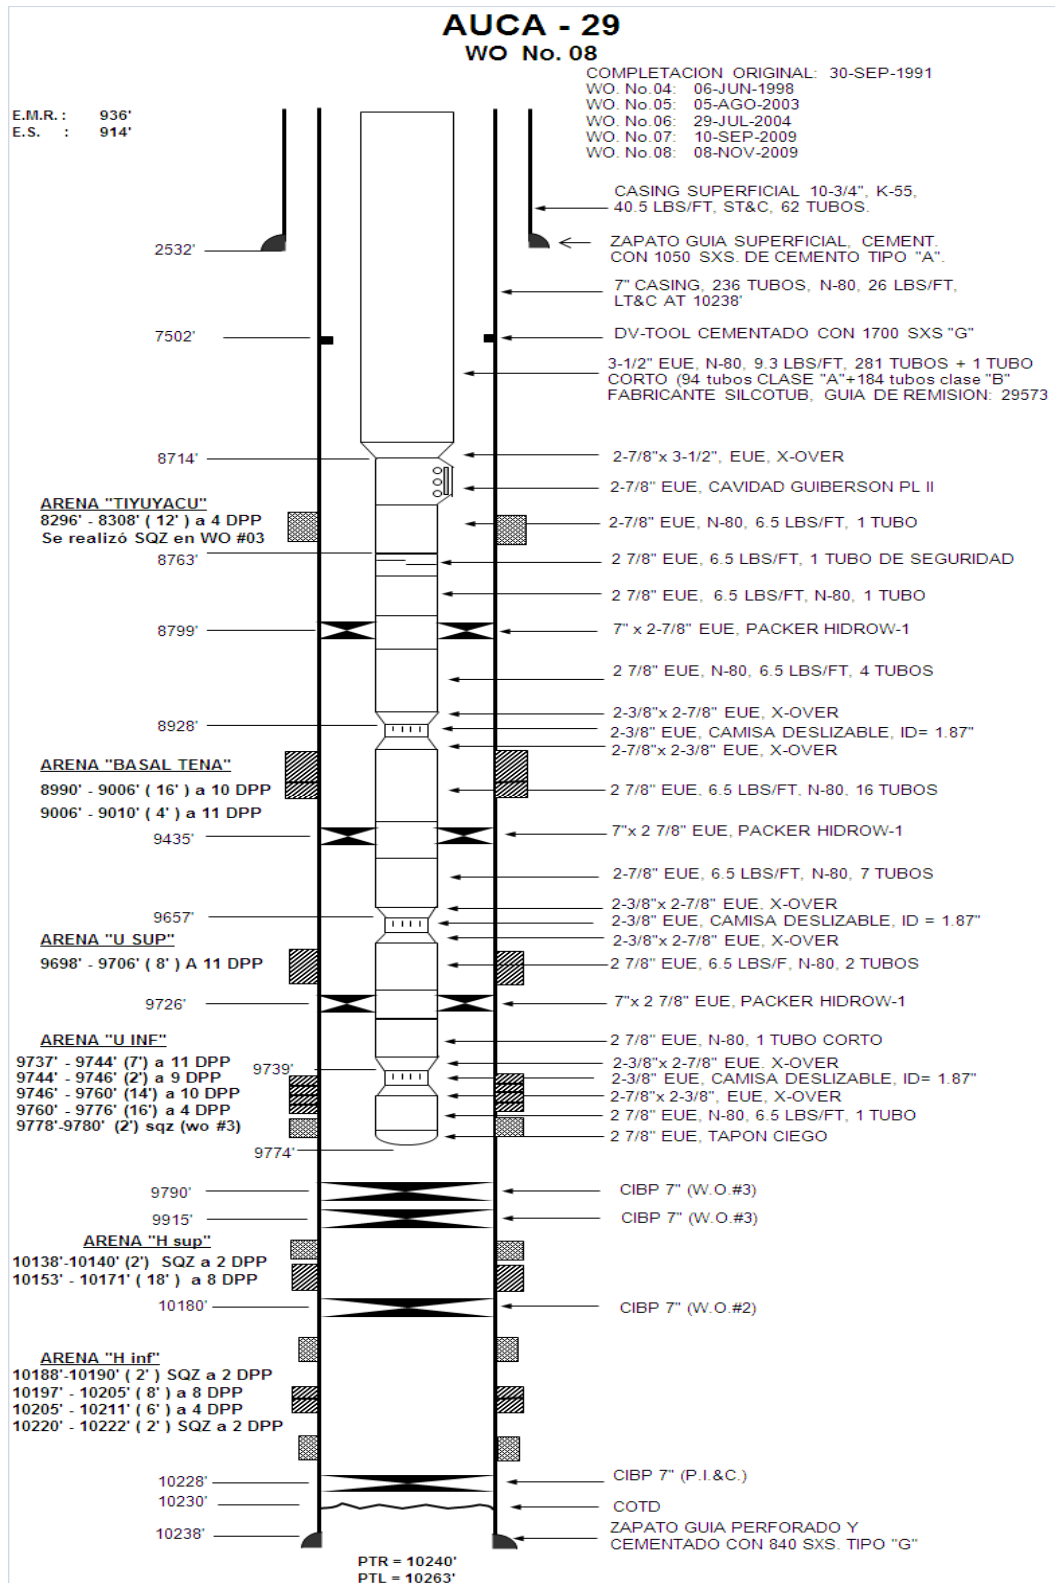 AUCA - 29
WO No. 08
COMPLETACION ORIGINAL: 30-SEP-1991
WO. No.04: 06-JUN-1998
WO. No.05: 05-AGO-2003
WO. No.06: 29-JUL-2004
WO. No.07: 10-SEP-2009
WO. No.08: 08-NOV-2009
E.M.R. : 936'
E.S. : 914'
CASING SUPERFICIAL 10-3/4", K-55,
40.5 LBS/FT, ST&C, 62 TUBOS.
2532'
ZAPATO GUIA SUPERFICIAL, CEMENT.
CON 1050 SXS. DE CEMENTO TIPO "A".
7" CASING, 236 TUBOS, N-80, 26 LBS/FT,
LT&C AT 10238'
7502'
DV-TOOL CEMENTADO CON 1700 SXS "G"
3-1/2" EUE, N-80, 9.3 LBS/FT, 281 TUBOS + 1 TUBO
CORTO (94 tubos CLASE "A"+184 tubos clase "B"
FABRICANTE SILCOTUB, GUIA DE REMISION: 29573
8714'
2-7/8"x 3-1/2", EUE, X-OVER
2-7/8" EUE, CAVIDAD GUIBERSON PL II
ARENA "TIYUYACU"
8296' - 8308' ( 12' ) a 4 DPP
Se realizó SQZ en WO #03
2-7/8" EUE, N-80, 6.5 LBS/FT, 1 TUBO
8763'
2 7/8" EUE, 6.5 LBS/FT, 1 TUBO DE SEGURIDAD
2 7/8" EUE, 6.5 LBS/FT, N-80, 1 TUBO
8799'
7" x 2-7/8" EUE, PACKER HIDROW-1
2 7/8" EUE, N-80, 6.5 LBS/FT, 4 TUBOS
2-3/8"x 2-7/8" EUE, X-OVER
8928'
2-3/8" EUE, CAMISA DESLIZABLE, ID= 1.87"
2-7/8"x 2-3/8" EUE, X-OVER
ARENA "BASAL TENA"
8990' - 9006' ( 16' ) a 10 DPP
9006' - 9010' ( 4' ) a 11 DPP
2 7/8" EUE, 6.5 LBS/FT, N-80, 16 TUBOS
9435'
7"x 2 7/8" EUE, PACKER HIDROW-1
2-7/8" EUE, 6.5 LBS/FT, N-80, 7 TUBOS
2-3/8"x 2-7/8" EUE. X-OVER
9657'
2-3/8" EUE, CAMISA DESLIZABLE, ID = 1.87"
2-3/8"x 2-7/8" EUE, X-OVER
ARENA "U SUP"
9698' - 9706' ( 8') A 11 DPP
2 7/8" EUE, 6.5 LBS/F, N-80, 2 TUBOS
9726'
7"x 2 7/8" EUE, PACKER HIDROW-1
ARENA "U INF"
9737' - 9744' (7') a 11 DPP
9744' - 9746' (2') a 9 DPP
9746' - 9760' (14') a 10 DPP
9760' - 9776' (16') a 4 DPP
9778'-9780' (2') sqz (wo #3)
2 7/8" EUE, N-80, 1 TUBO CORTO
2-3/8"x 2-7/8" EUE. X-OVER
9739'
2-3/8" EUE, CAMISA DESLIZABLE, ID= 1.87"
2-7/8"x 2-3/8", EUE, X-OVER
2 7/8" EUE, N-80, 6.5 LBS/FT, 1 TUBO
2 7/8" EUE, TAPON CIEGO
9774'
9790'
CIBP 7" (W.O.#3)
9915'
CIBP 7" (W.O.#3)
ARENA "H sup"
10138'-10140' (2') SQZ a 2 DPP
10153' - 10171' ( 18' ) a 8 DPP
10180'
CIBP 7" (W.O.#2)
ARENA "H inf"
10188'-10190' ( 2' ) SQZ a 2 DPP
10197' - 10205' ( 8' ) a 8 DPP
10205' - 10211' ( 6' ) a 4 DPP
10220' - 10222' ( 2' ) SQZ a 2 DPP
10228'
CIBP 7" (P.I.&C.)
10230'
COTD
10238'
ZAPATO GUIA PERFORADO Y
CEMENTADO CON 840 SXS. TIPO "G"
PTR = 10240'
PTL = 10263'